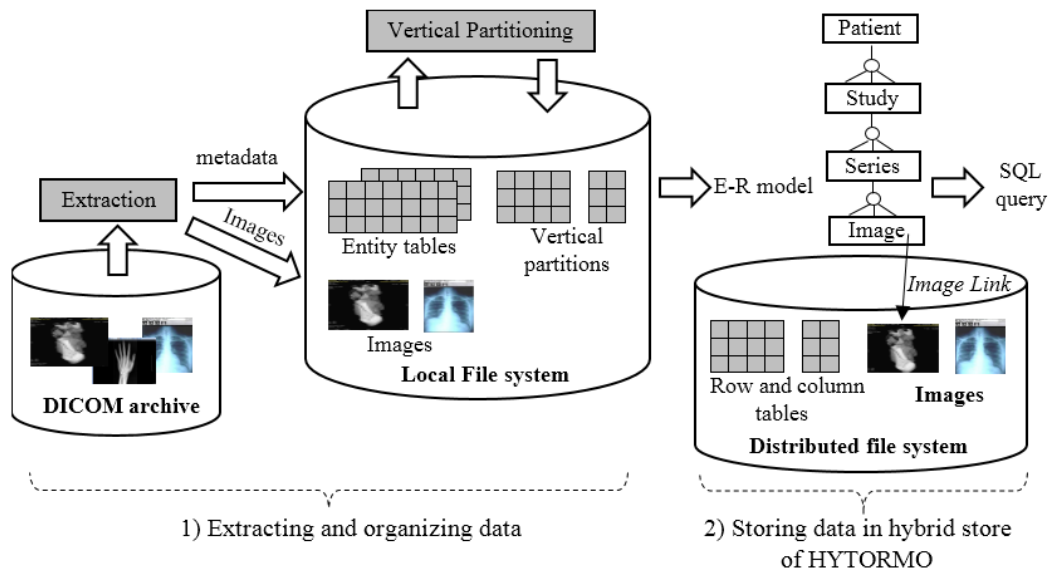 Vertical Partitioning
Patient
Study
Series
Image
metadata
Images
Extraction
Entity tables
Vertical
partitions
Images
Local File system
DICOM archive
E-R model
SQL
query
Image Link
Row and column
tables
Images
Distributed file system
1) Extracting and organizing data
2) Storing data in hybrid store
of HYTORMO